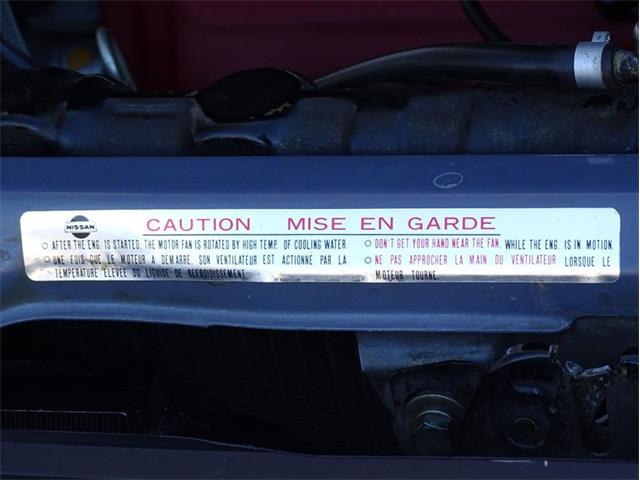 NISSAN
CAUTION MISE EN GARDE
○ AFTER THE ENG. IS STARTED, THE MOTOR FAN IS ROTATED BY HIGH TEMP. OF COOLING WATER.
○ UNE FOIS QUE LE MOTEUR A DEMARRE, SON VENTILATEUR EST ACTIONNÉ PAR LA
TEMPÉRATURE ELEVÉE DU LIQUIDE DE REFROIDISSEMENT.
○ DON'T GET YOUR HAND NEAR THE FAN, WHILE THE ENG. IS IN MOTION
○ NE PAS APPROCHER LA MAIN DU VENTILATEUR LORSQUE LE
MOTEUR TOURNE.